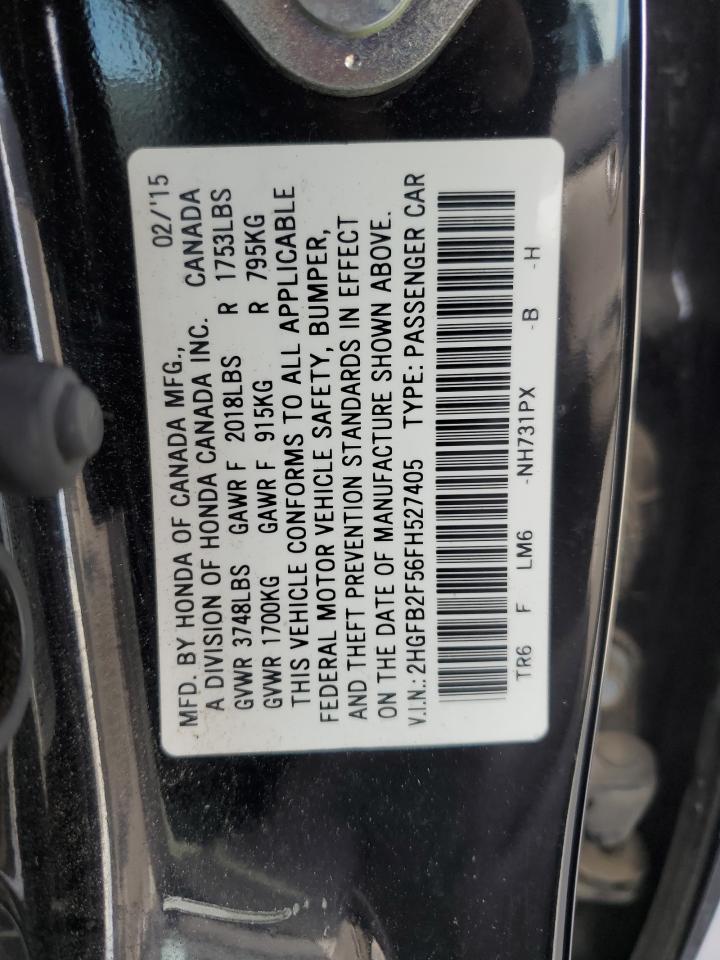 MFD. BY HONDA OF CANADA MFG., 02/'15
A DIVISION OF HONDA CANADA INC. CANADA
GVWR 3748LBS GAWR F 2018LBS R 1753LBS
GVWR 1700KG GAWR F 915KG R 795KG
THIS VEHICLE CONFORMS TO ALL APPLICABLE
FEDERAL MOTOR VEHICLE SAFETY, BUMPER,
AND THEFT PREVENTION STANDARDS IN EFFECT
ON THE DATE OF MANUFACTURE SHOWN ABOVE.
V.I.N.: 2HGFB2F56FH527405 TYPE: PASSENGER CAR
TR6 F LM6 -NH731PX -B -H